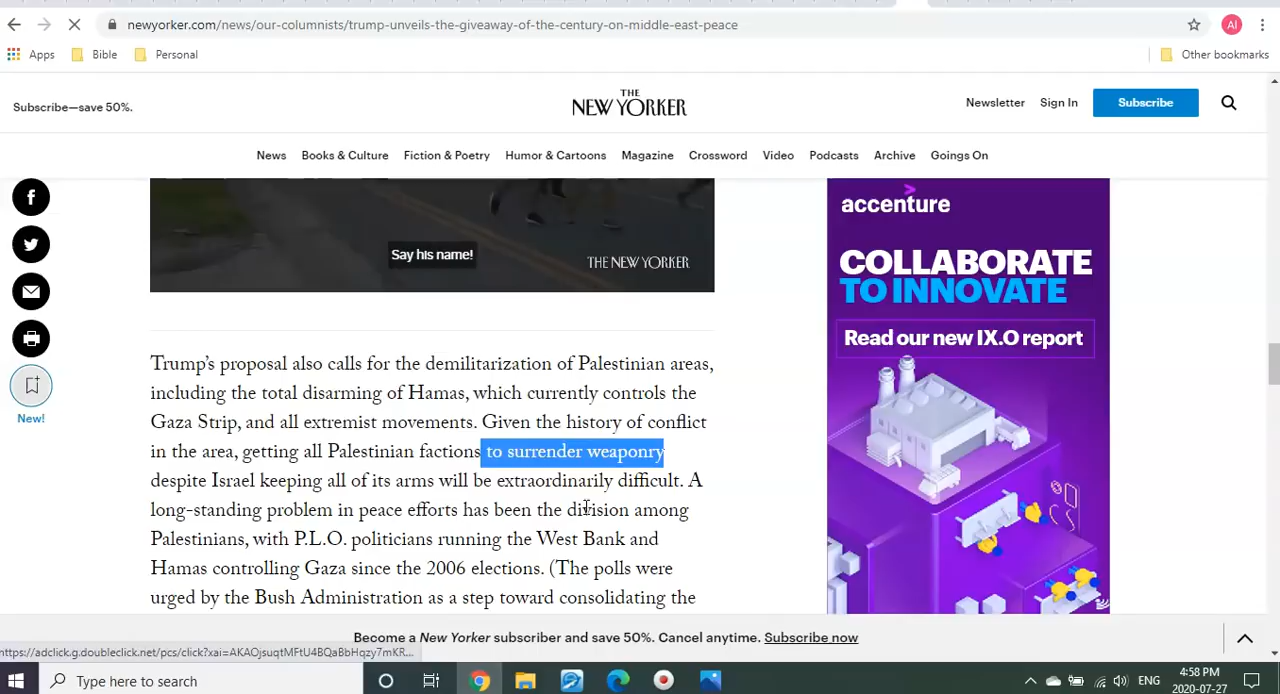 newyorker.com/news/our-columnists/trump-unveils-the-giveaway-of-the-century-on-middle-east-peace
AI
Apps
Bible
Personal
Other bookmarks
Subscribe—save 50%.
THE
NEW YORKER
Newsletter
Sign In
Subscribe
News
Books & Culture
Fiction & Poetry
Humor & Cartoons
Magazine
Crossword
Video
Podcasts
Archive
Goings On
New!
Say his name!
THE NEW YORKER
Trump's proposal also calls for the demilitarization of Palestinian areas,
including the total disarming of Hamas, which currently controls the
Gaza Strip, and all extremist movements. Given the history of conflict
in the area, getting all Palestinian factions to surrender weaponry
despite Israel keeping all of its arms will be extraordinarily difficult. A
long-standing problem in peace efforts has been the division among
Palestinians, with P.L.O. politicians running the West Bank and
Hamas controlling Gaza since the 2006 elections. (The polls were
urged by the Bush Administration as a step toward consolidating the
accenture
COLLABORATE
TO INNOVATE
Read our new IX.O report
Become a New Yorker subscriber and save 50%. Cancel anytime. Subscribe now
https://adclick.g.doubleclick.net/pcs/click?xai=AKAOjsuqtMFtU4BQaBbHqzy7mKR...
Type here to search
ENG
4:58 PM
2020-07-27